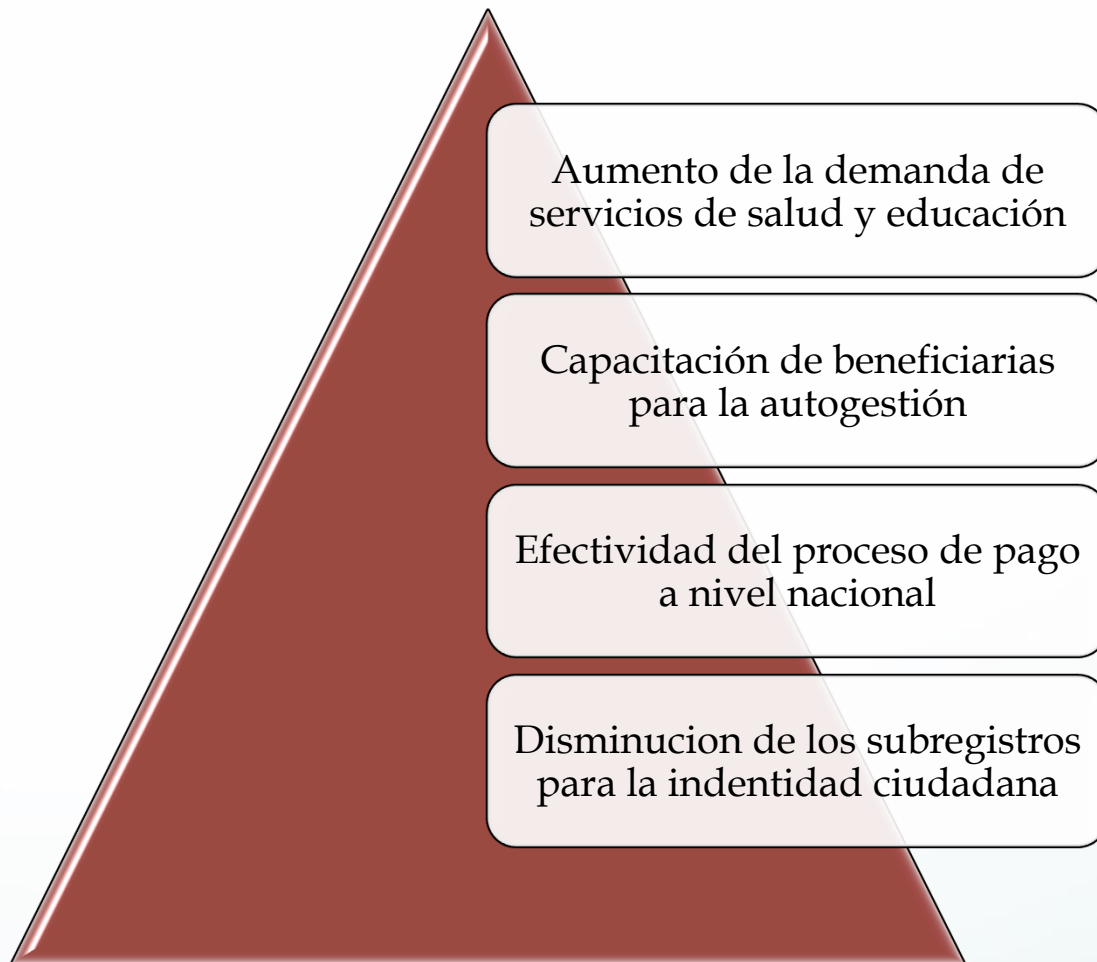 Aumento de la demanda de
servicios de salud y educación
Capacitación de beneficiarias
para la autogestión
Efectividad del proceso de pago
a nivel nacional
Disminucion de los subregistros
para la indentidad ciudadana